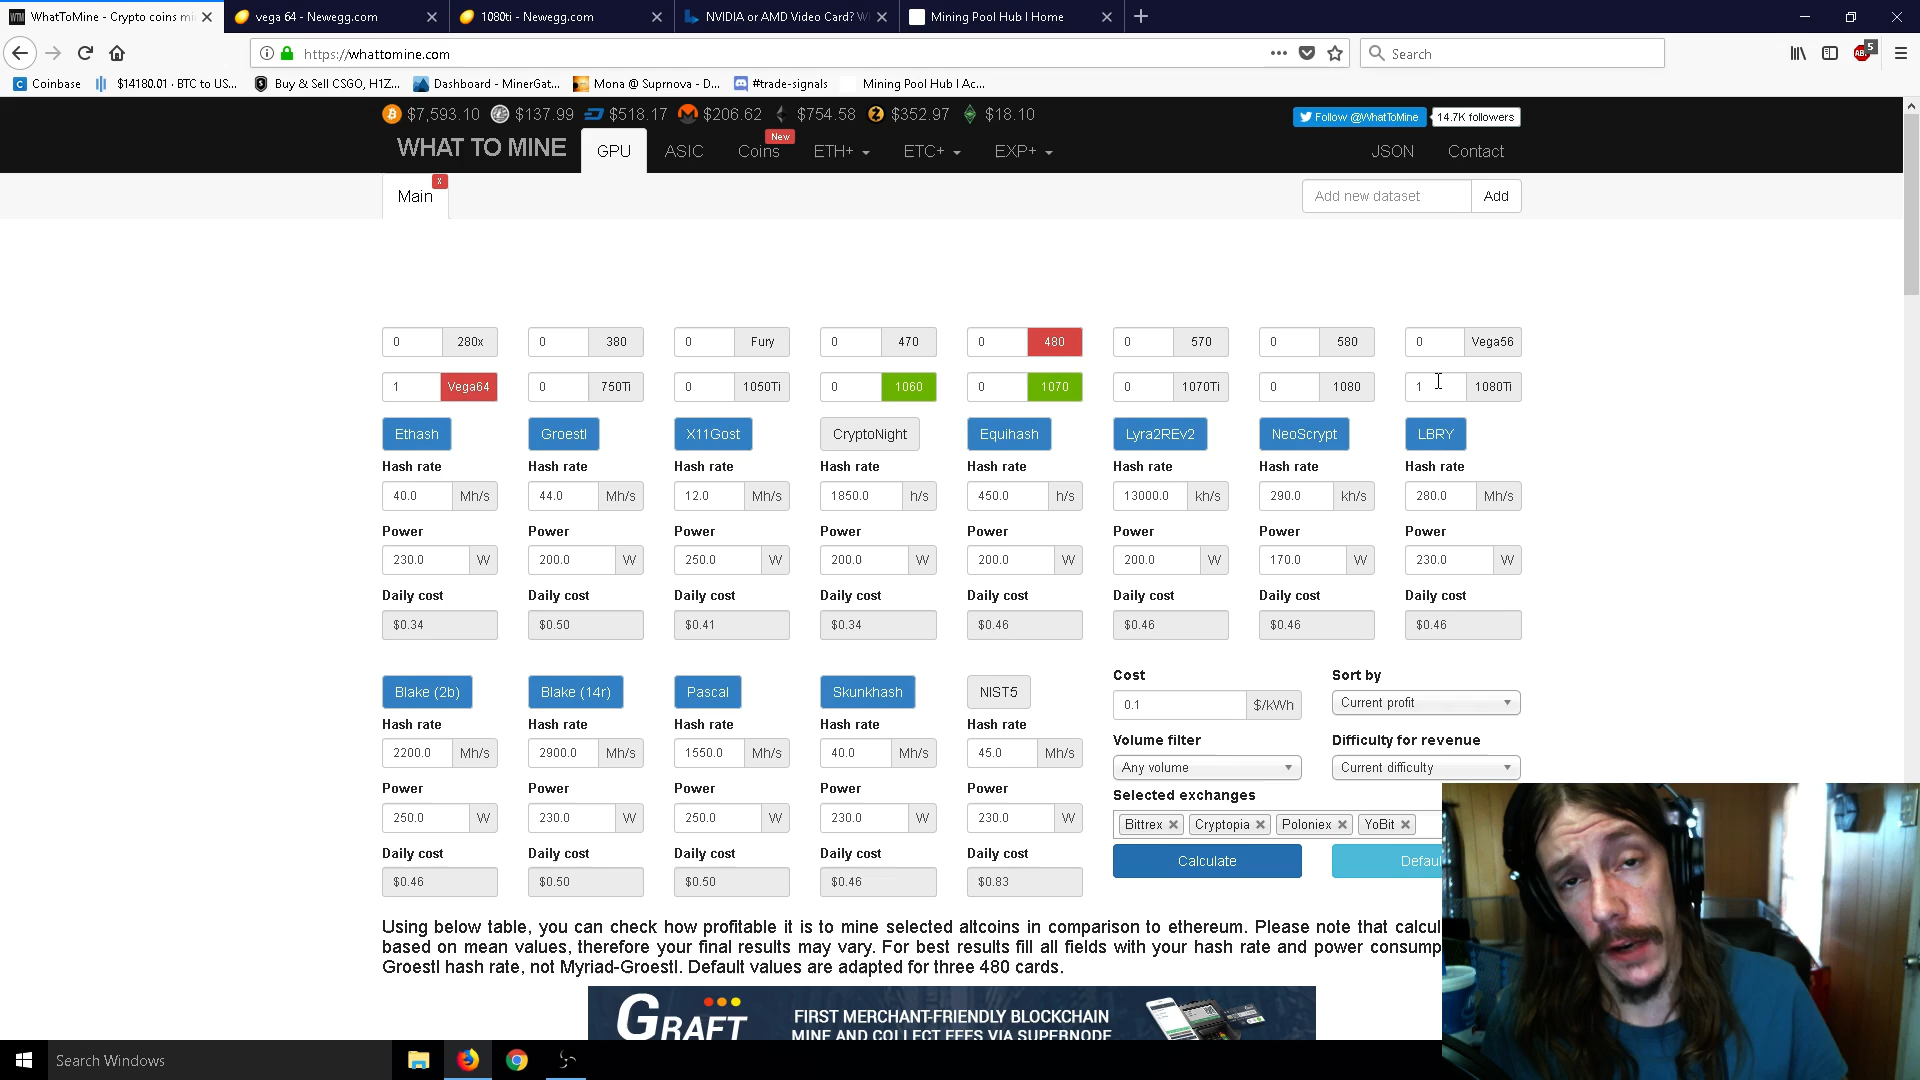 WhatToMine - Crypto coins mi
vega 64 - Newegg.com
1080ti - Newegg.com
NVIDIA or AMD Video Card? W
Mining Pool Hub | Home
https://whattomine.com
Search
5
Coinbase
$14180.01 · BTC to US...
Buy & Sell CSGO, H1Z...
Dashboard - MinerGat...
Mona @ Suprnova - D...
#trade-signals
Mining Pool Hub | Ac...
$7,593.10 $137.99 $518.17 $206.62 $754.58 $352.97 $18.10
Follow @WhatToMine 14.7K followers
WHAT TO MINE GPU ASIC Coins New ETH+ ETC+ EXP+ JSON Contact
Main x Add new dataset Add
0 280x 0 380 0 Fury 0 470 0 480 0 570 0 580 0 Vega56
1 Vega64 0 750Ti 0 1050Ti 0 1060 0 1070 0 1070Ti 0 1080 1 1080Ti
Ethash Groestl X11Gost CryptoNight Equihash Lyra2REv2 NeoScrypt LBRY
Hash rate Hash rate Hash rate Hash rate Hash rate Hash rate Hash rate Hash rate
40.0 Mh/s 44.0 Mh/s 12.0 Mh/s 1850.0 h/s 450.0 h/s 13000.0 kh/s 290.0 kh/s 280.0 Mh/s
Power Power Power Power Power Power Power Power
230.0 W 200.0 W 250.0 W 200.0 W 200.0 W 200.0 W 170.0 W 230.0 W
Daily cost Daily cost Daily cost Daily cost Daily cost Daily cost Daily cost Daily cost
$0.34 $0.50 $0.41 $0.34 $0.46 $0.46 $0.46 $0.46
Blake (2b) Blake (14r) Pascal Skunkhash NIST5
Hash rate Hash rate Hash rate Hash rate Hash rate
2200.0 Mh/s 2900.0 Mh/s 1550.0 Mh/s 40.0 Mh/s 45.0 Mh/s
Power Power Power Power Power
250.0 W 230.0 W 250.0 W 230.0 W 230.0 W
Daily cost Daily cost Daily cost Daily cost Daily cost
$0.46 $0.50 $0.50 $0.46 $0.83
Cost Sort by
0.1 $/kWh Current profit
Volume filter Difficulty for revenue
Any volume Current difficulty
Selected exchanges
Bittrex Cryptopia Poloniex YoBit
Calculate Defaul
Using below table, you can check how profitable it is to mine selected altcoins in comparison to ethereum. Please note that calcul
based on mean values, therefore your final results may vary. For best results fill all fields with your hash rate and power consump
Groestl hash rate, not Myriad-Groestl. Default values are adapted for three 480 cards.
GRAFT
FIRST MERCHANT-FRIENDLY BLOCKCHAIN
MINE AND COLLECT FEES VIA SUPERNODE
Search Windows